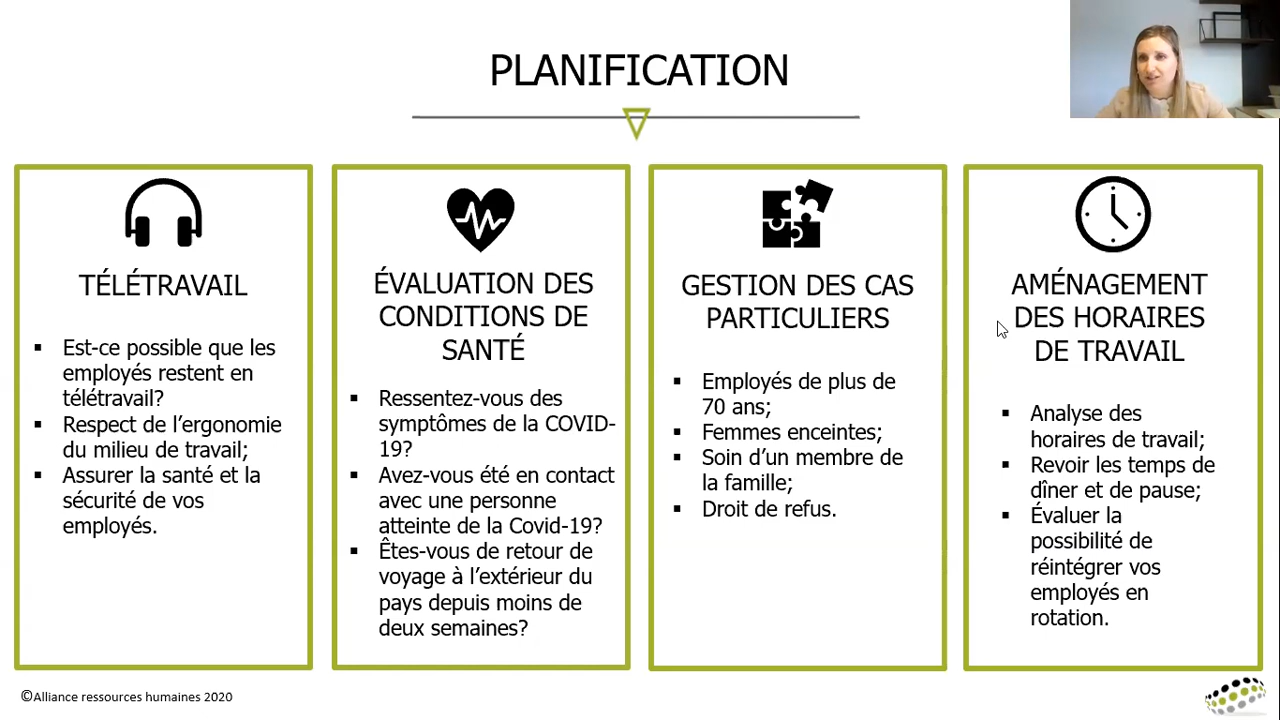 PLANIFICATION
TÉLÉTRAVAIL
▪ Est-ce possible que les
employés restent en
télétravail?
▪ Respect de l’ergonomie
du milieu de travail;
▪ Assurer la santé et la
sécurité de vos
employés.
ÉVALUATION DES
CONDITIONS DE
SANTÉ
▪ Ressentez-vous des
symptômes de la COVID-
19?
▪ Avez-vous été en contact
avec une personne
atteinte de la Covid-19?
▪ Êtes-vous de retour de
voyage à l’extérieur du
pays depuis moins de
deux semaines?
GESTION DES CAS
PARTICULIERS
▪ Employés de plus de
70 ans;
▪ Femmes enceintes;
▪ Soin d’un membre de
la famille;
▪ Droit de refus.
AMÉNAGEMENT
DES HORAIRES
DE TRAVAIL
▪ Analyse des
horaires de travail;
▪ Revoir les temps de
dîner et de pause;
▪ Évaluer la
possibilité de
réintégrer vos
employés en
rotation.
©Alliance ressources humaines 2020